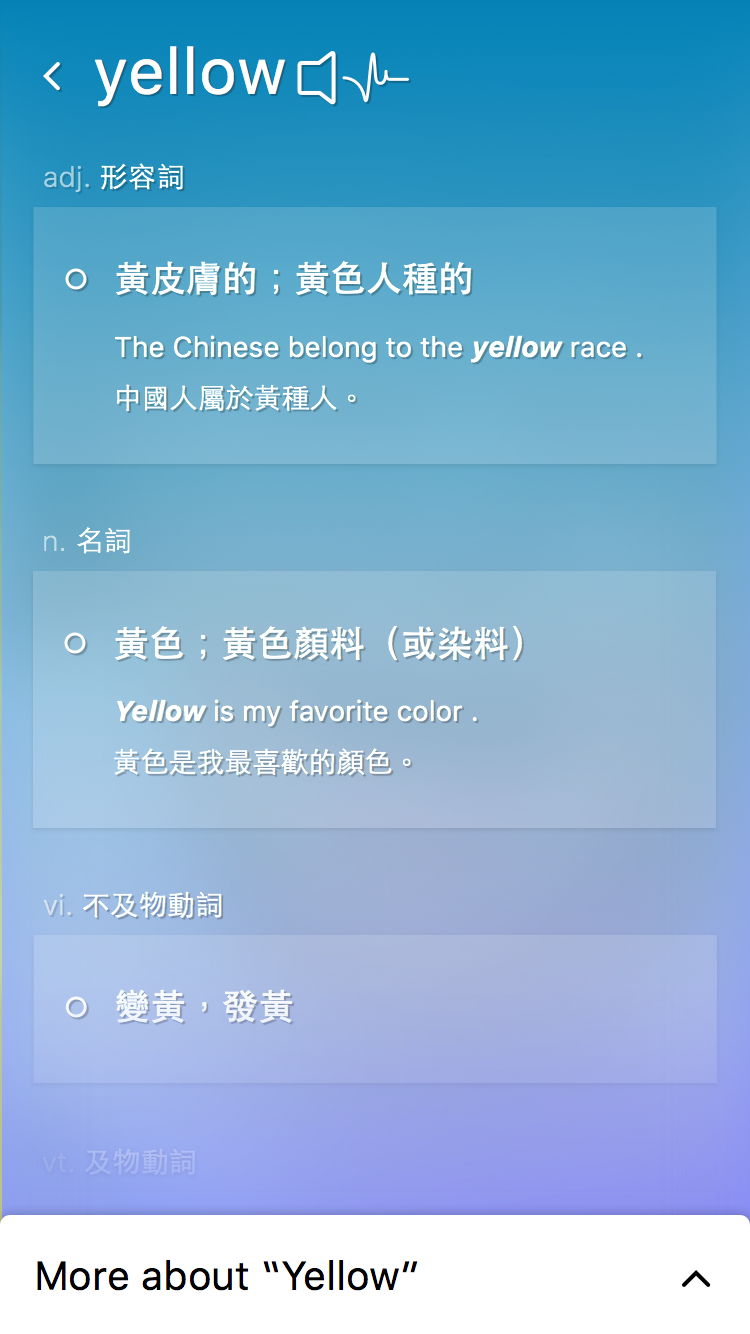 yellow
adj. 形容詞
黃皮膚的；黃色人種的
The Chinese belong to the yellow race .
中國人屬於黃種人。
n. 名詞
黃色；黃色顏料（或染料）
Yellow is my favorite color .
黃色是我最喜歡的顏色。
vi. 不及物動詞
變黃，發黃
vt. 及物動詞
More about “Yellow”